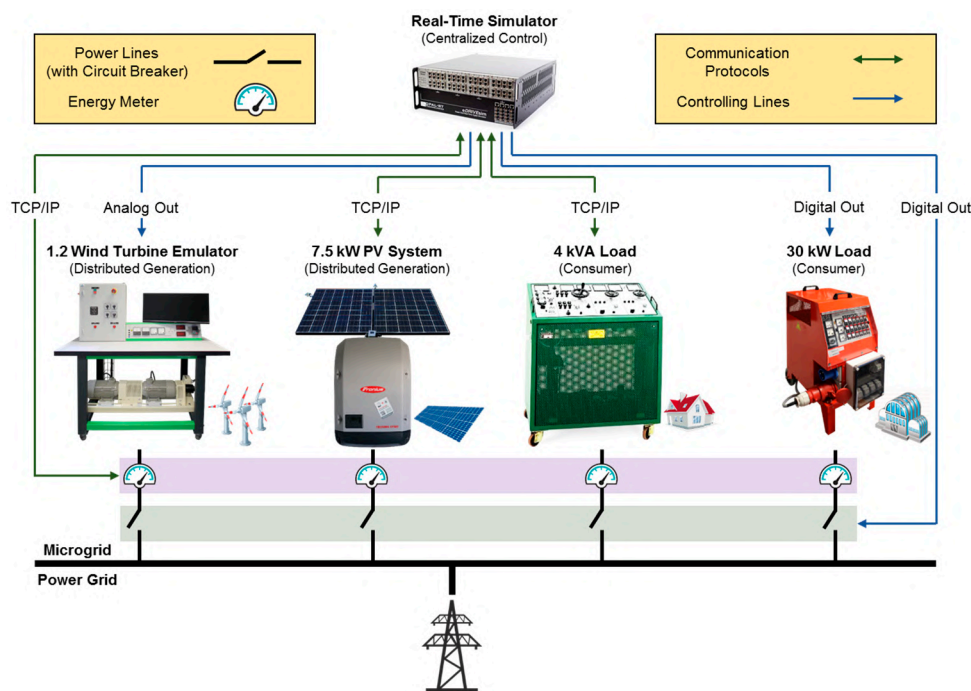 Real-Time Simulator
(Centralized Control)
Power Lines
(with Circuit Breaker)
Energy Meter
Communication
Protocols
Controlling Lines
TCP/IP
Analog Out
TCP/IP
TCP/IP
Digital Out
Digital Out
1.2 Wind Turbine Emulator
(Distributed Generation)
7.5 kW PV System
(Distributed Generation)
4 kVA Load
(Consumer)
30 kW Load
(Consumer)
Fronius
Microgrid
Power Grid